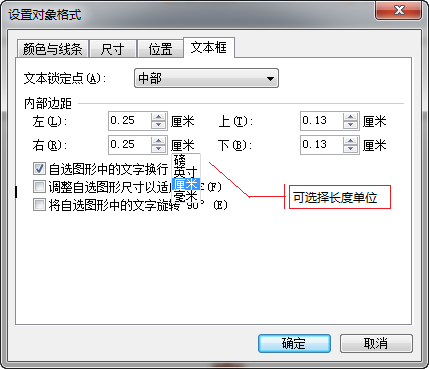 设置对象格式
颜色与线条 尺寸 位置 文本框
文本锁定点(A): 中部
内部边距
左(L): 0.25 厘米 上(T): 0.13 厘米
右(R): 0.25 厘米 下(B): 0.13 厘米
磅
自选图形中的文字换行
英寸
调整自选图形尺寸以适 (F)
厘米
可选择长度单位
毫米
将自选图形中的文字旋转 90° (E)
确定 取消